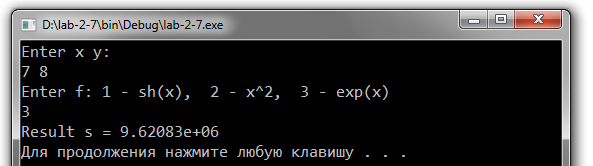 D:\lab-2-7\bin\Debug\lab-2-7.exe
Enter x y:
7 8
Enter f: 1 - sh(x),  2 - x^2,  3 - exp(x)
3
Result s = 9.62083e+06
Для продолжения нажмите любую клавишу . . .